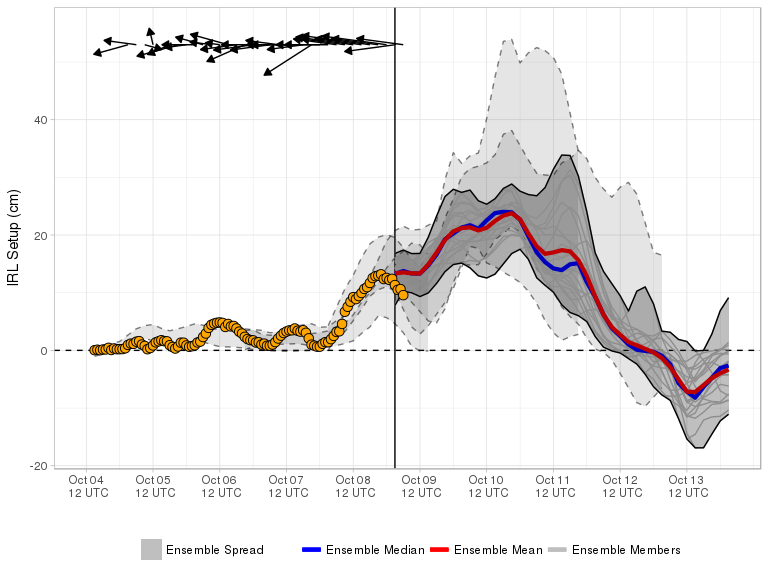 IRL Setup (cm)
40
20
0
-20
Oct 04 Oct 05 Oct 06 Oct 07 Oct 08 Oct 09 Oct 10 Oct 11 Oct 12 Oct 13
12 UTC 12 UTC 12 UTC 12 UTC 12 UTC 12 UTC 12 UTC 12 UTC 12 UTC 12 UTC
Ensemble Spread Ensemble Median Ensemble Mean Ensemble Members